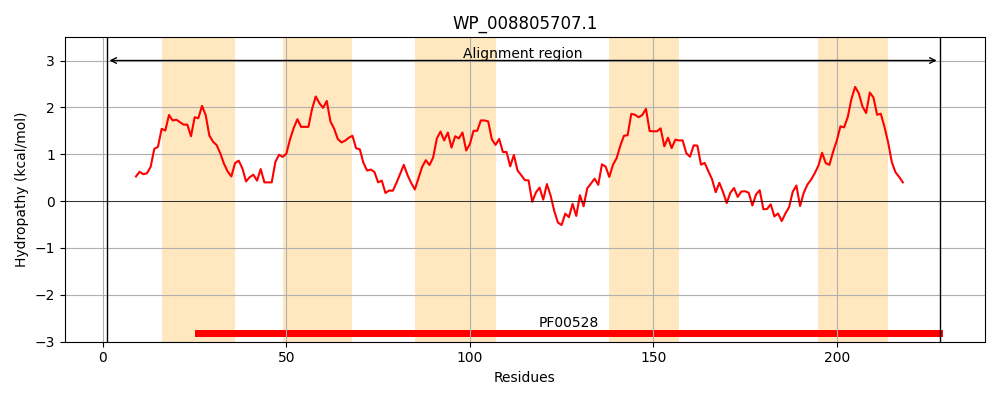 WP_008805707.1
Hydropathy (kcal/mol)
3
2
1
0
−1
−2
−3
Alignment region
PF00528
0 50 100 150 200
Residues